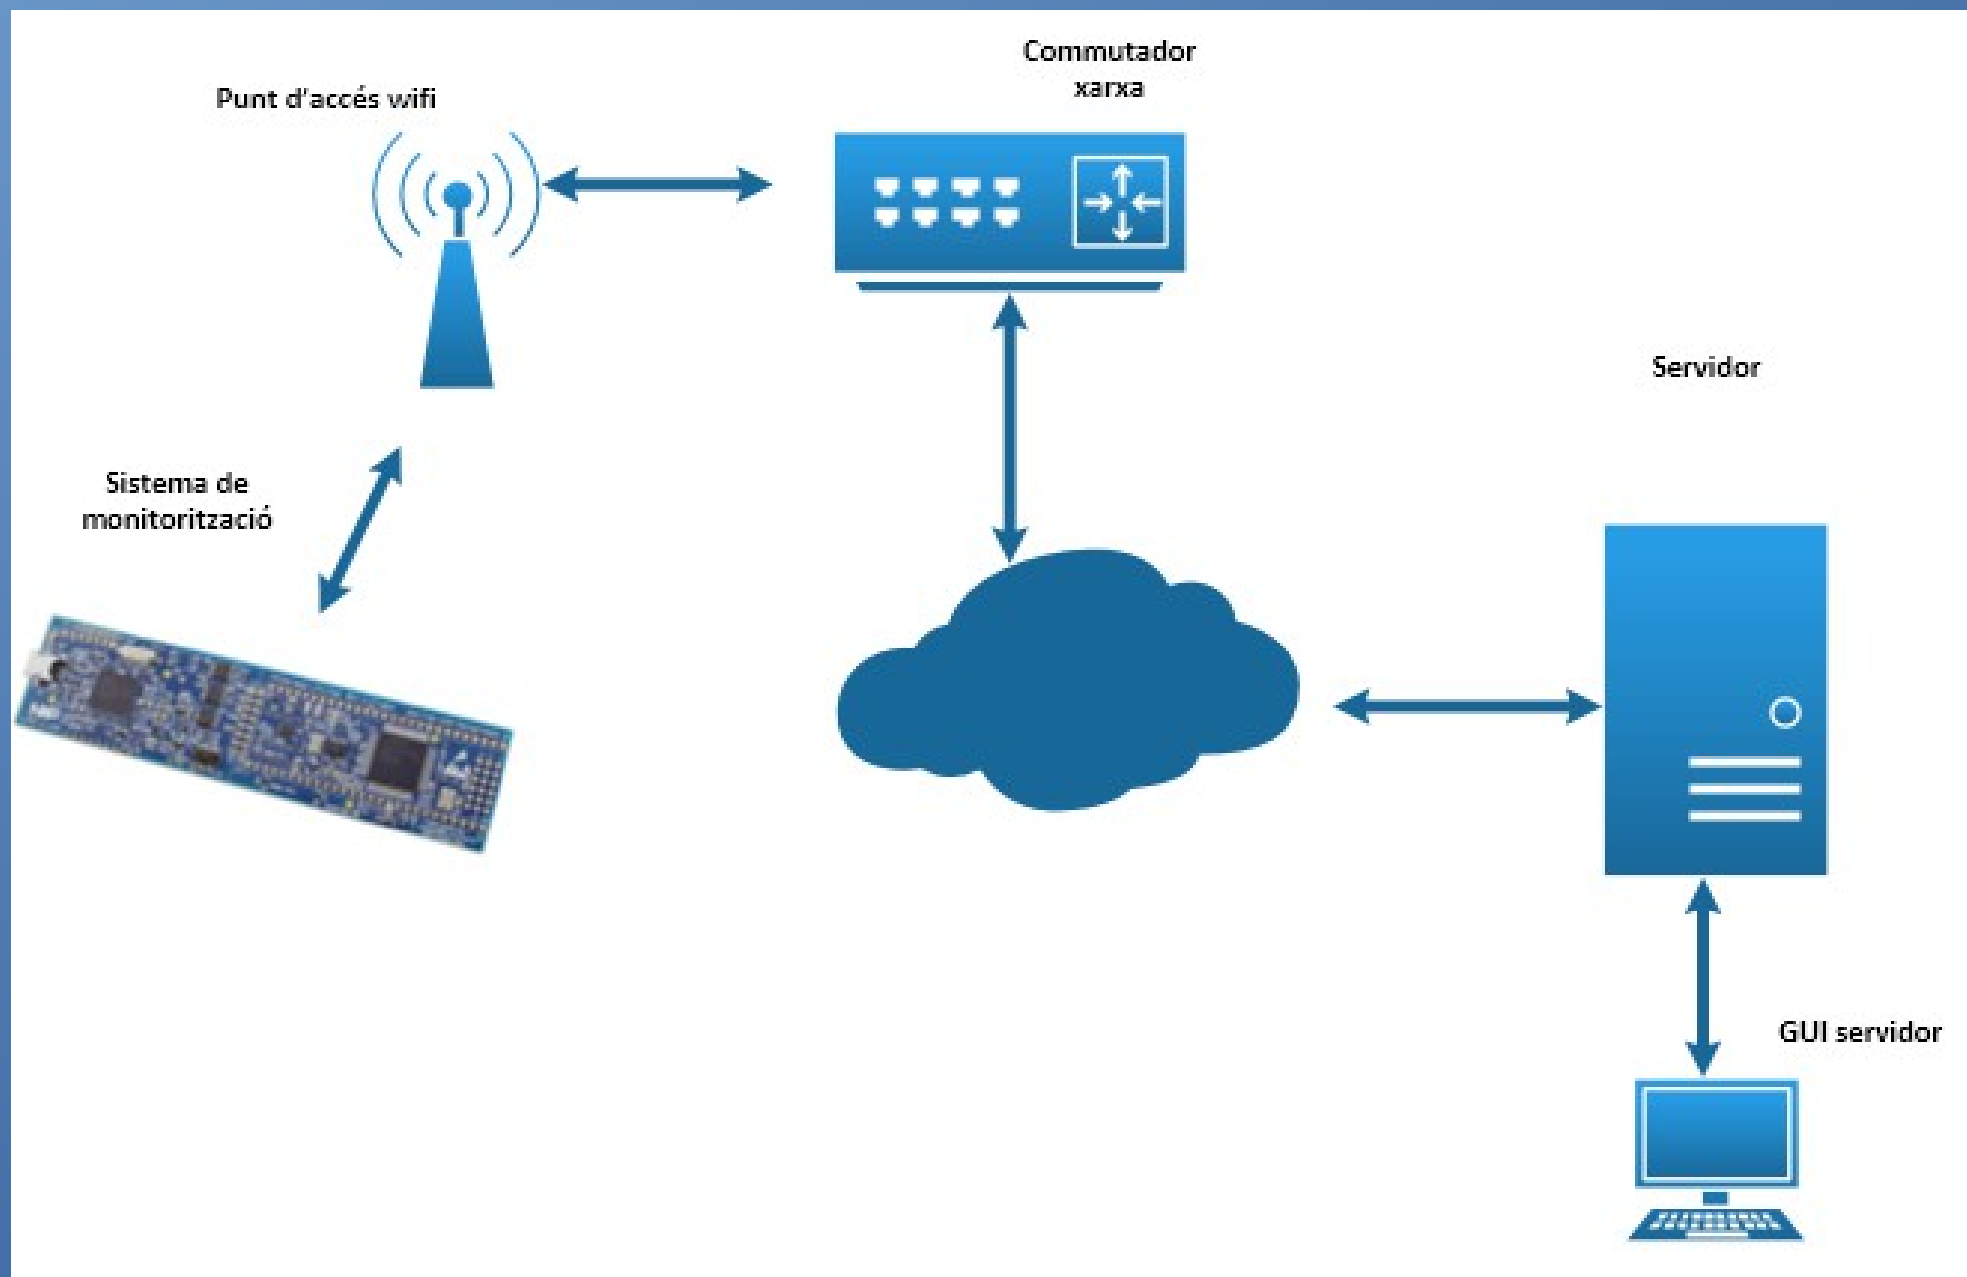 Commutador
xarxa
Punt d'accés wifi
Servidor
Sistema de
monitorització
GUI servidor